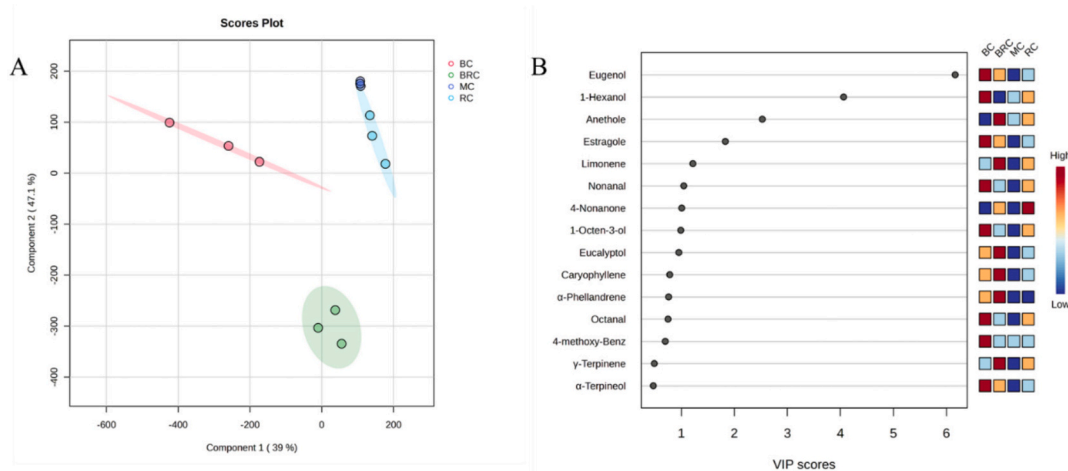 A
Scores Plot
BC
BRC
MC
RC
Component 2 ( 47.1 %)
200
100
0
-100
-200
-300
-400
-600
-400
-200
0
200
Component 1 ( 39 %)
B
BC
BRC
MC
RC
Eugenol
1-Hexanol
Anethole
Estragole
Limonene
Nonanal
4-Nonanone
1-Octen-3-ol
Eucalyptol
Caryophyllene
α-Phellandrene
Octanal
4-methoxy-Benz
γ-Terpinene
α-Terpineol
1 2 3 4 5 6
VIP scores
High
Low